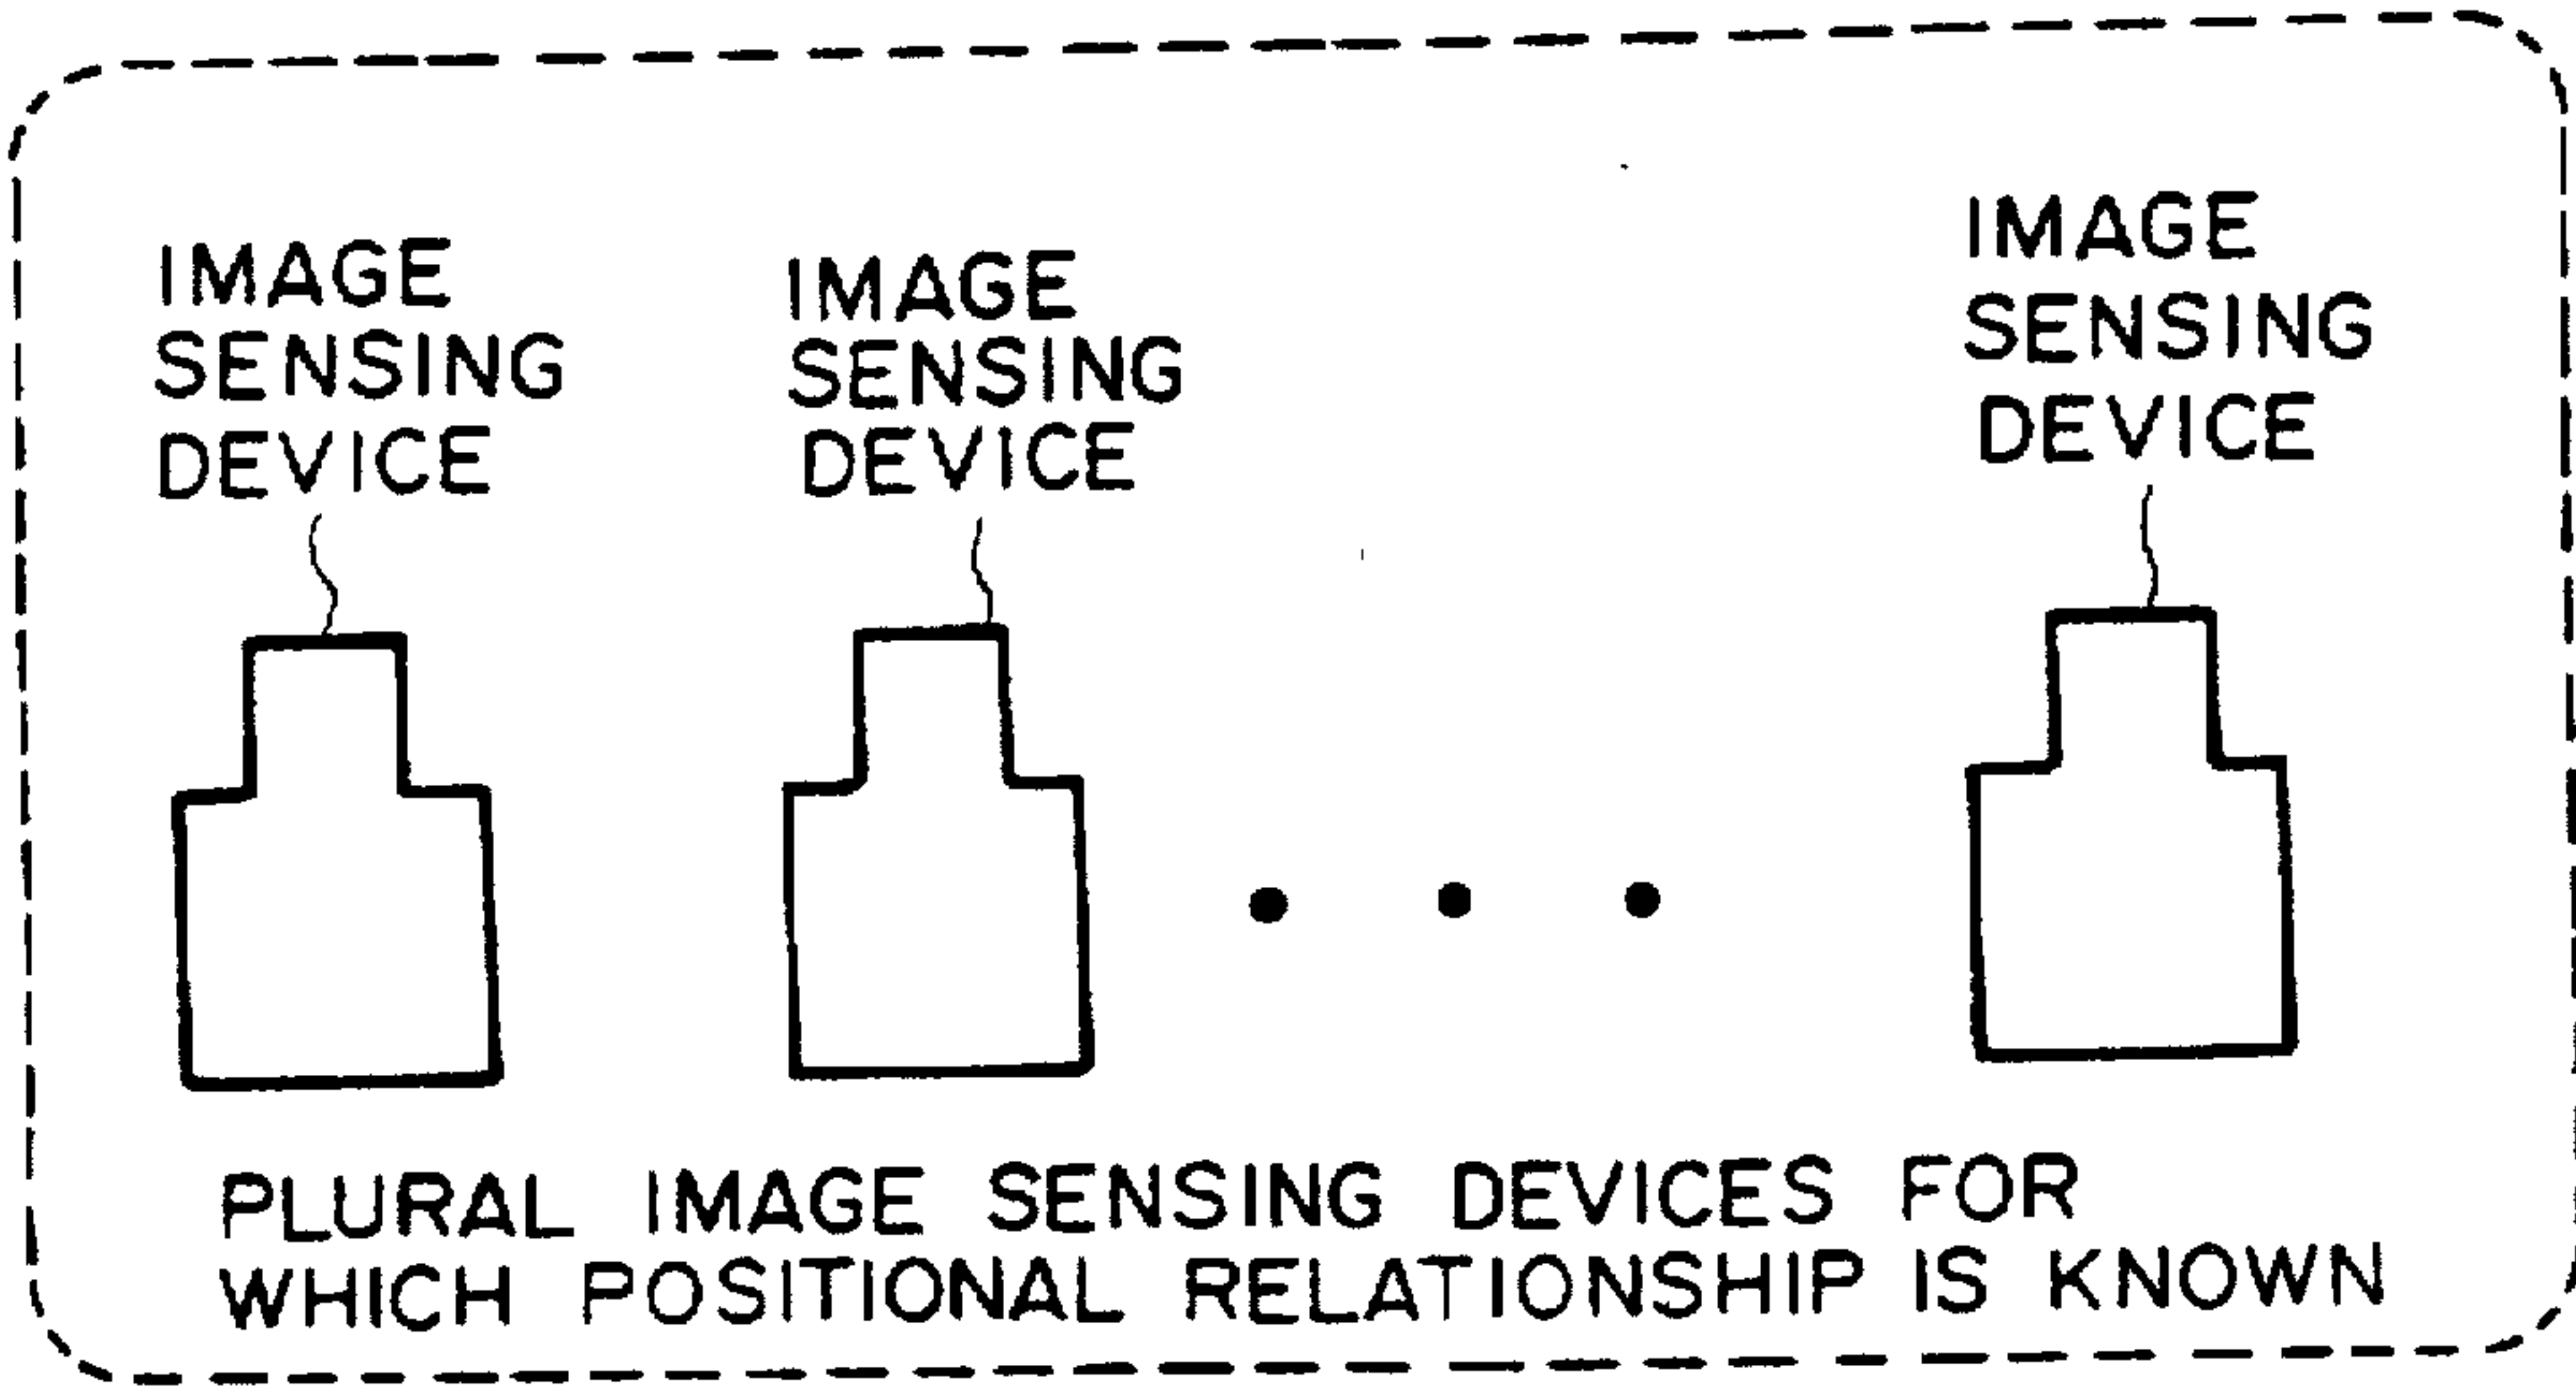 IMAGE
SENSING
DEVICE
IMAGE
SENSING
DEVICE
IMAGE
SENSING
DEVICE
PLURAL IMAGE SENSING DEVICES FOR
WHICH POSITIONAL RELATIONSHIP IS KNOWN